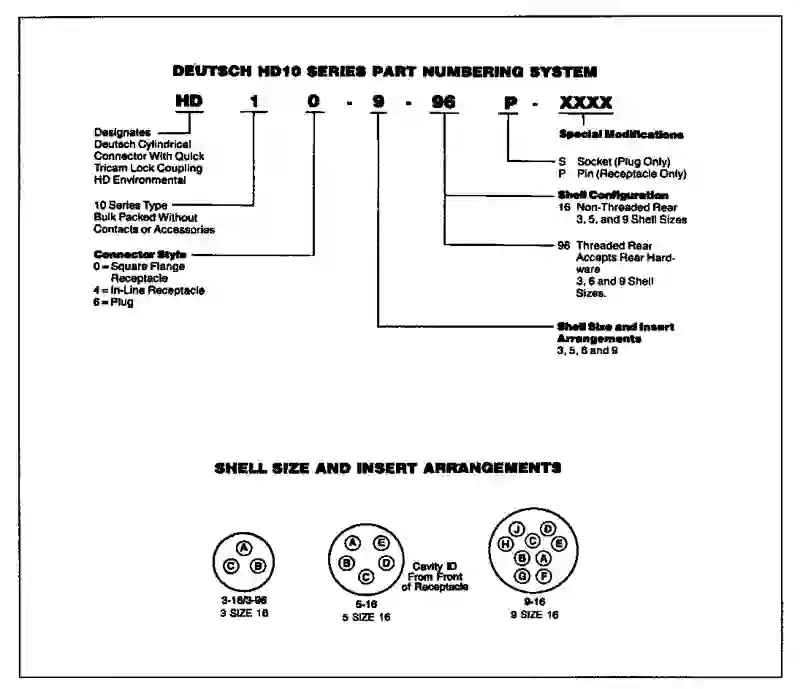 DEUTSCH HD10 SERIES PART NUMBERING SYSTEM
HD 1 0 - 9 - 96 P - XXXX
Designates
Deutsch Cylindrical
Connector With Quick
Tricam Lock Coupling
HD Environmental
10 Series Type
Bulk Packed Without
Contacts or Accessories
Connector Style
0 = Square Flange
Receptacle
4 = In-Line Receptacle
6 = Plug
Special Modifications
S Socket (Plug Only)
P Pin (Receptacle Only)
Shell Configuration
16 Non-Threaded Rear
3, 5, and 9 Shell Sizes
96 Threaded Rear
Accepts Rear Hard-
ware
3, 6 and 9 Shell
Sizes.
Shell Size and Insert
Arrangements
3, 5, 6 and 9
SHELL SIZE AND INSERT ARRANGEMENTS
A
C B
3-16/3-96
3 SIZE 16
A E
B D
C
5-16
5 SIZE 16
Cavity ID
From Front
of Receptacle
J D
H C E
B A
G F
9-16
9 SIZE 16